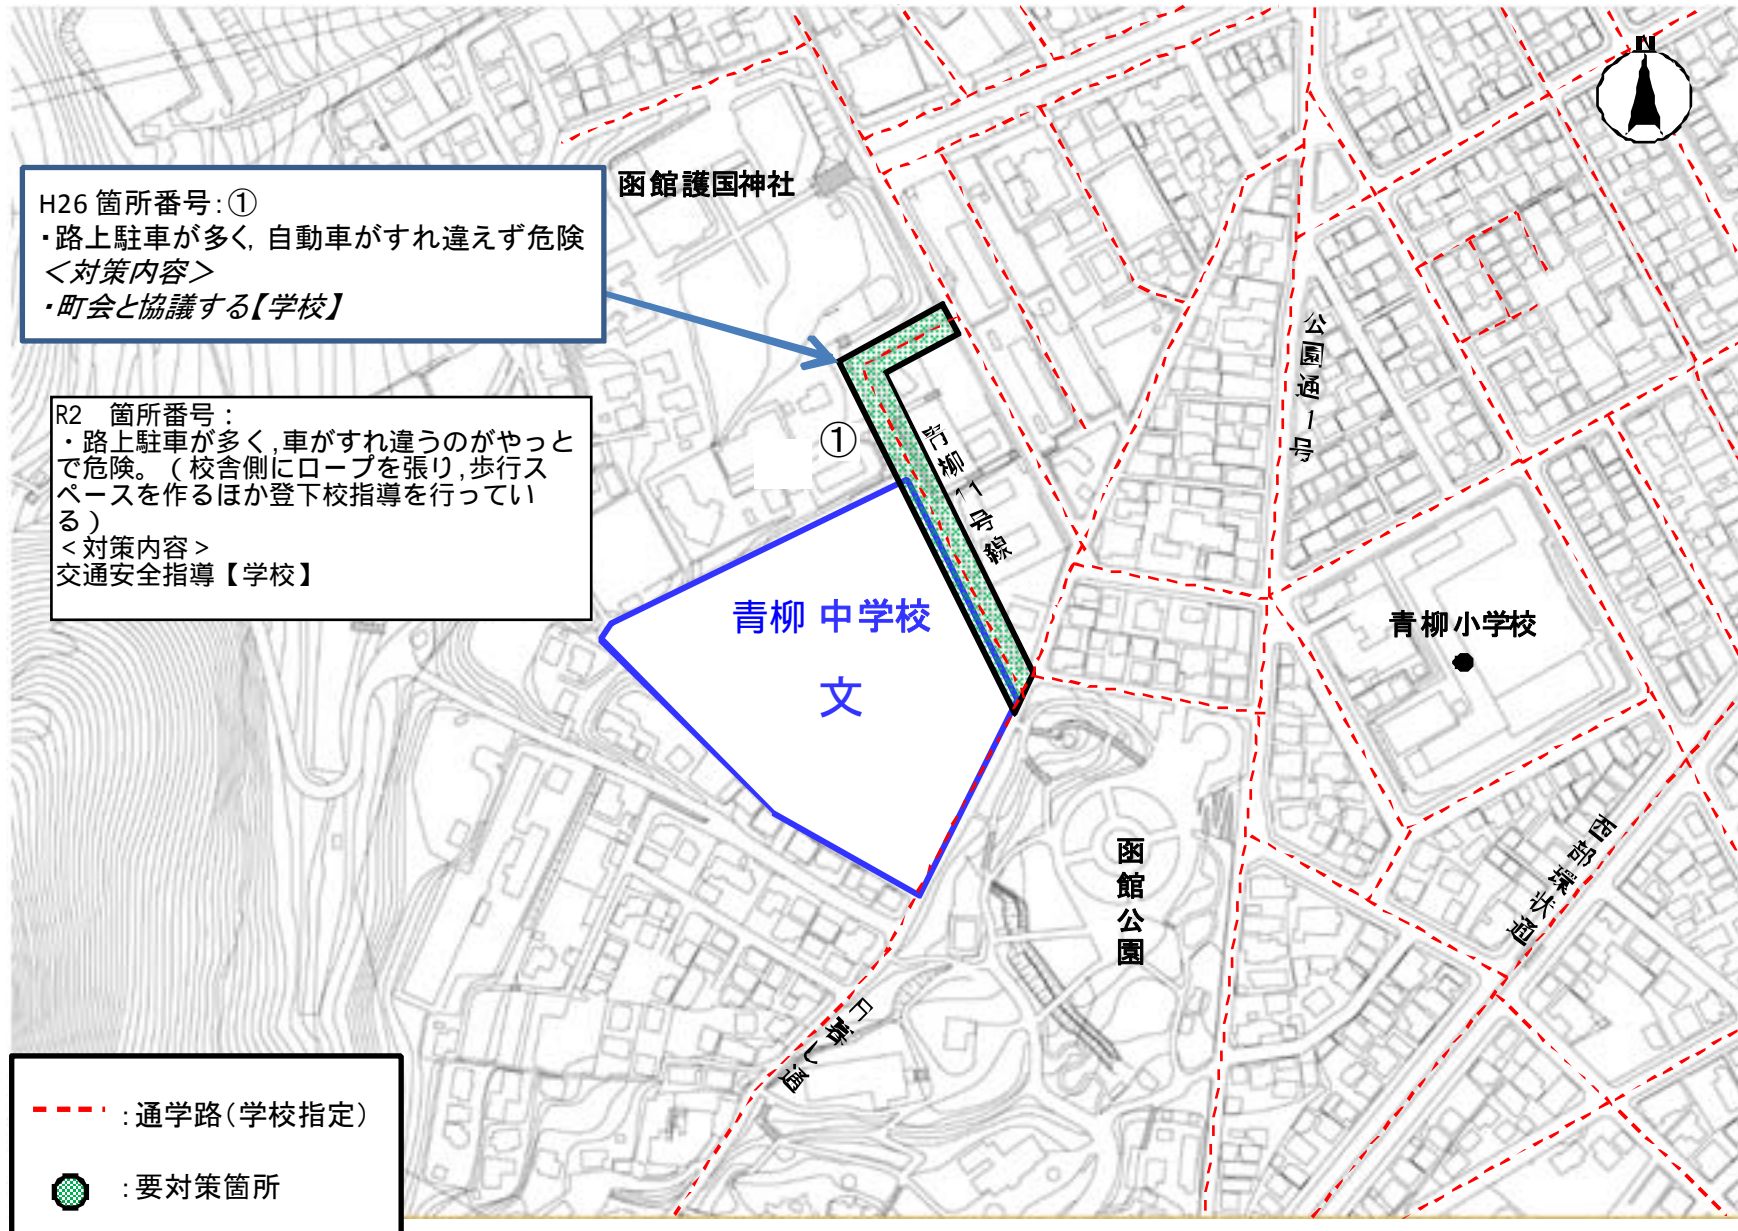 N
函館護国神社
H26 箇所番号:①
・路上駐車が多く, 自動車がすれ違えず危険
＜対策内容＞
・町会と協議する【学校】
R2　箇所番号：
・路上駐車が多く,車がすれ違うのがやっと
で危険。（校舎側にロープを張り,歩行ス
ペースを作るほか登下校指導を行ってい
る）
＜対策内容＞
交通安全指導【学校】
①
青柳11号線
公園通1号
青柳 中学校
文
青柳小学校
函館公園
西部環状通
：通学路(学校指定)
：要対策箇所